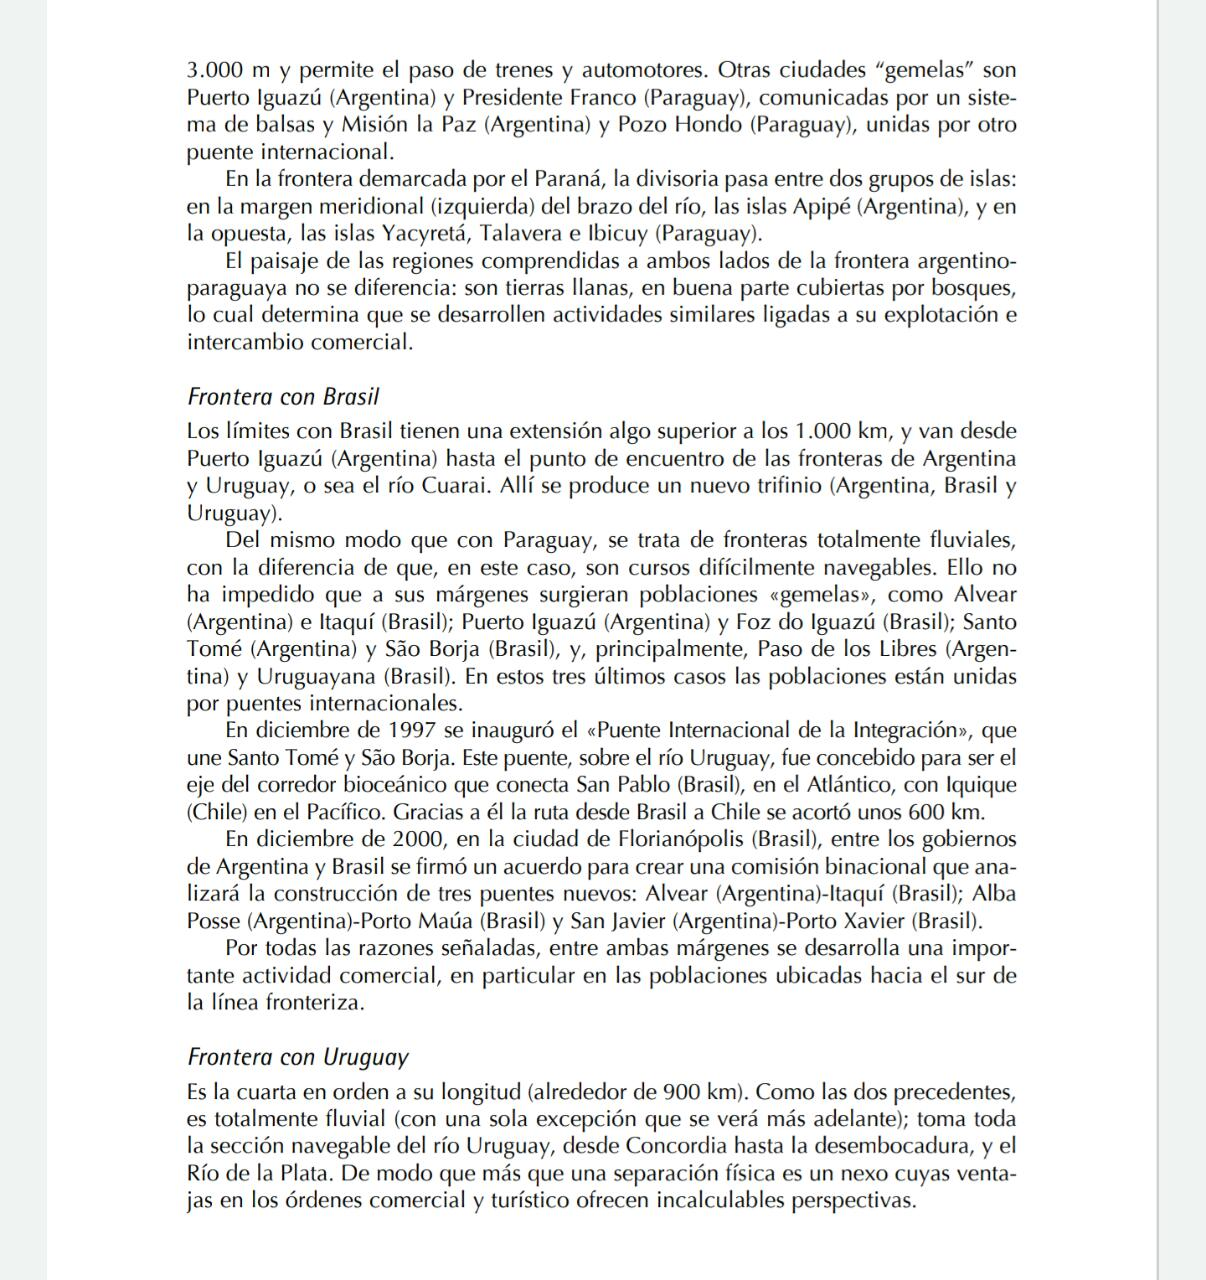 3.000 m y permite el paso de trenes y automotores. Otras ciudades “gemelas” son
Puerto Iguazú (Argentina) y Presidente Franco (Paraguay), comunicadas por un siste-
ma de balsas y Misión la Paz (Argentina) y Pozo Hondo (Paraguay), unidas por otro
puente internacional.
En la frontera demarcada por el Paraná, la divisoria pasa entre dos grupos de islas:
en la margen meridional (izquierda) del brazo del río, las islas Apipé (Argentina), y en
la opuesta, las islas Yacyretá, Talavera e Ibicuy (Paraguay).
El paisaje de las regiones comprendidas a ambos lados de la frontera argentino-
paraguaya no se diferencia: son tierras llanas, en buena parte cubiertas por bosques,
lo cual determina que se desarrollen actividades similares ligadas a su explotación e
intercambio comercial.
Frontera con Brasil
Los límites con Brasil tienen una extensión algo superior a los 1.000 km, y van desde
Puerto Iguazú (Argentina) hasta el punto de encuentro de las fronteras de Argentina
y Uruguay, o sea el río Cuarai. Allí se produce un nuevo trifinio (Argentina, Brasil y
Uruguay).
Del mismo modo que con Paraguay, se trata de fronteras totalmente fluviales,
con la diferencia de que, en este caso, son cursos difícilmente navegables. Ello no
ha impedido que a sus márgenes surgieran poblaciones «gemelas», como Alvear
(Argentina) e Itaquí (Brasil); Puerto Iguazú (Argentina) y Foz do Iguazú (Brasil); Santo
Tomé (Argentina) y São Borja (Brasil), y, principalmente, Paso de los Libres (Argen-
tina) y Uruguayana (Brasil). En estos tres últimos casos las poblaciones están unidas
por puentes internacionales.
En diciembre de 1997 se inauguró el «Puente Internacional de la Integración», que
une Santo Tomé y São Borja. Este puente, sobre el río Uruguay, fue concebido para ser el
eje del corredor bioceánico que conecta San Pablo (Brasil), en el Atlántico, con Iquique
(Chile) en el Pacífico. Gracias a él la ruta desde Brasil a Chile se acortó unos 600 km.
En diciembre de 2000, en la ciudad de Florianópolis (Brasil), entre los gobiernos
de Argentina y Brasil se firmó un acuerdo para crear una comisión binacional que ana-
lizará la construcción de tres puentes nuevos: Alvear (Argentina)-Itaquí (Brasil); Alba
Posse (Argentina)-Porto Maúa (Brasil) y San Javier (Argentina)-Porto Xavier (Brasil).
Por todas las razones señaladas, entre ambas márgenes se desarrolla una impor-
tante actividad comercial, en particular en las poblaciones ubicadas hacia el sur de
la línea fronteriza.
Frontera con Uruguay
Es la cuarta en orden a su longitud (alrededor de 900 km). Como las dos precedentes,
es totalmente fluvial (con una sola excepción que se verá más adelante); toma toda
la sección navegable del río Uruguay, desde Concordia hasta la desembocadura, y el
Río de la Plata. De modo que más que una separación física es un nexo cuyas venta-
jas en los órdenes comercial y turístico ofrecen incalculables perspectivas.